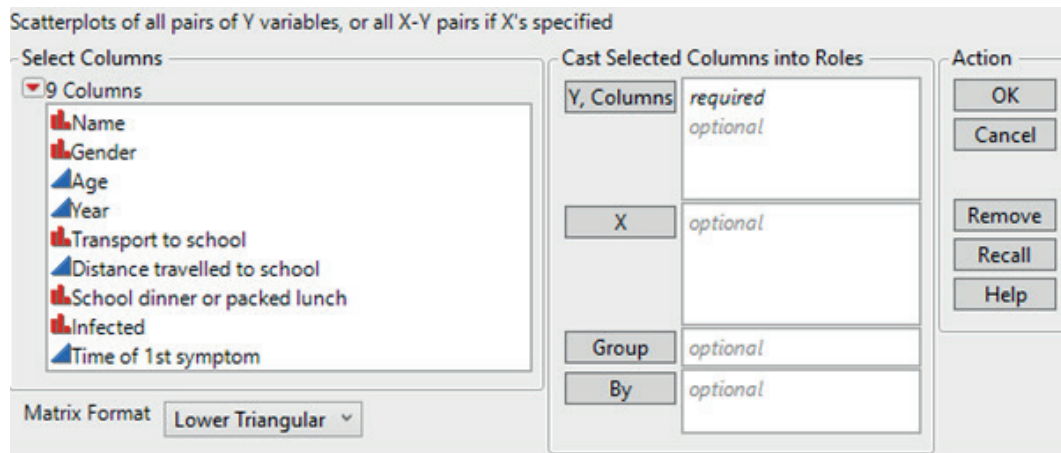 Scatterplots of all pairs of Y variables, or all X-Y pairs if X's specified
Select Columns
9 Columns
Name
Gender
Age
Year
Transport to school
Distance travelled to school
School dinner or packed lunch
Infected
Time of 1st symptom
Matrix Format Lower Triangular
Cast Selected Columns into Roles
Y, Columns required
optional
X optional
Group optional
By optional
Action
OK
Cancel
Remove
Recall
Help